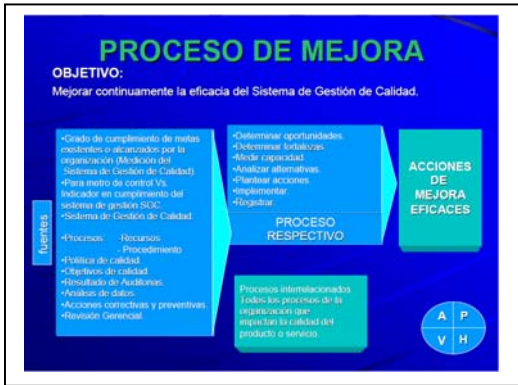 PROCESO DE MEJORA
OBJETIVO:
Mejorar continuamente la eficacia del Sistema de Gestión de Calidad.
fuentes
•Grado de cumplimiento de metas
existentes o alcanzados por la
organización (Medición del
Sistema de Gestión de Calidad)
•Para metro de control Vs.
Indicador en cumplimiento del
sistema de gestión SGC.
•Sistema de Gestión de Calidad.
•Procesos: -Recursos
- Procedimiento
•Política de calidad.
•Objetivos de calidad.
•Resultado de Auditorias.
•Análisis de datos.
•Acciones correctivas y preventivas.
•Revisión Gerencial.
•Determinar oportunidades.
•Determinar fortalezas.
•Medir capacidad.
•Analizar alternativas.
•Plantear acciones.
•Implementar.
•Registrar.
PROCESO
RESPECTIVO
ACCIONES
DE
MEJORA
EFICACES
Procesos interrelacionados
Todos los procesos de la
organización que
impactan la calidad del
producto o servicio.
A P
V H